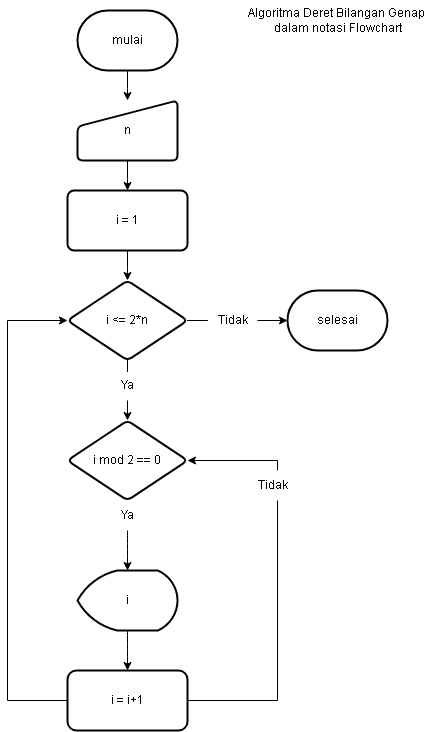 Algoritma Deret Bilangan Genap
dalam notasi Flowchart
mulai
n
i = 1
i <= 2*n
Tidak
selesai
Ya
i mod 2 == 0
Tidak
Ya
i
i = i+1